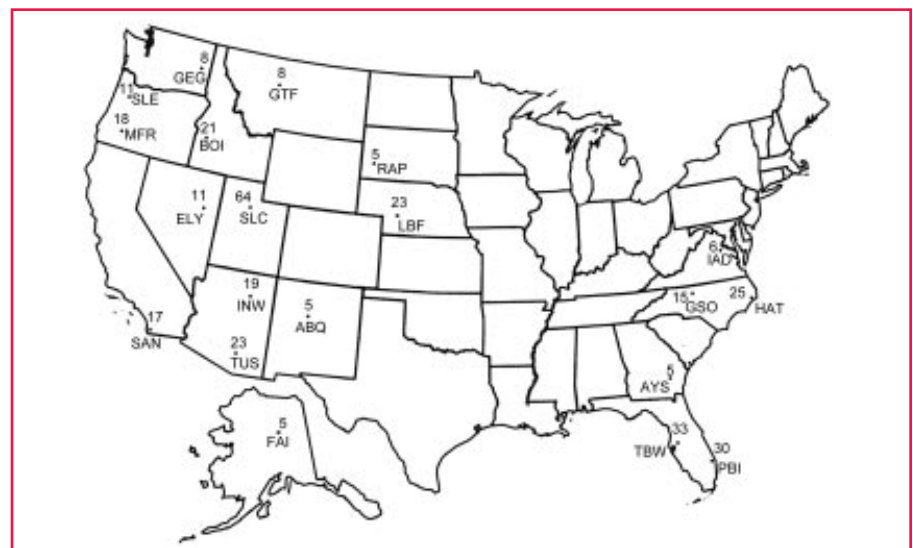 8
GEG
8
GTF
11
SLE
18
MFR
21
BOI
5
RAP
11
ELY
64
SLC
23
LBF
6
IAD
19
INW
5
ABQ
15
GSO
25
HAT
17
SAN
23
TUS
5
AYS
5
FAI
33
TBW
30
PBI